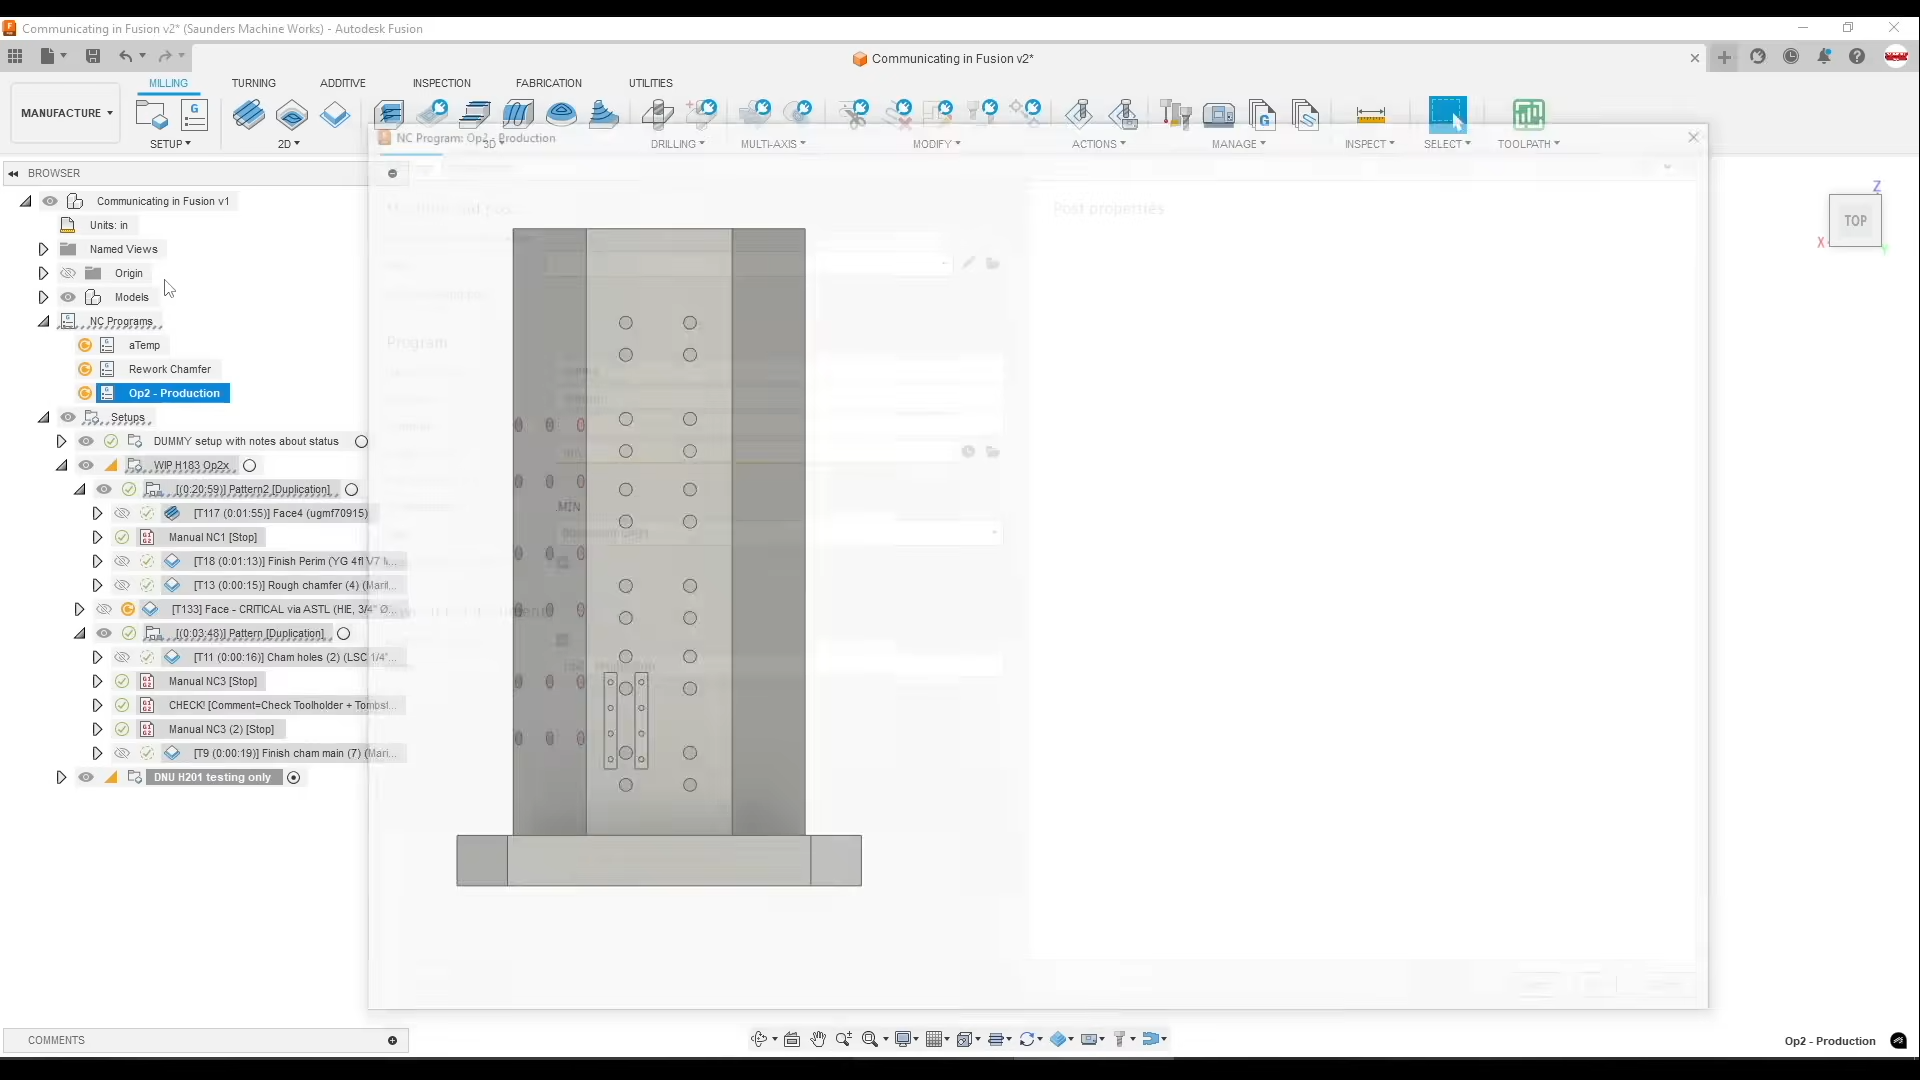 Communicating in Fusion v2* (Saunders Machine Works) - Autodesk Fusion
Communicating in Fusion v2*
MILLING
TURNING
ADDITIVE
INSPECTION
FABRICATION
UTILITIES
MANUFACTURE
SETUP
2D
3D
DRILLING
MULTI-AXIS
MODIFY
ACTIONS
MANAGE
INSPECT
SELECT
TOOLPATH
NC Program: Op2 - Production
BROWSER
Post properties
Program
Communicating in Fusion v1
Units: in
Named Views
Origin
Models
NC Programs
aTemp
Rework Chamfer
Op2 - Production
Setups
DUMMY setup with notes about status
WIP H183 Op2x
[(0:20:59)] Pattern2 [Duplication]
[T117 (0:01:55)] Face4 (ugmf70915)
Manual NC1 [Stop]
[T18 (0:01:13)] Finish Perim (YG 4fl V7
[T13 (0:00:15)] Rough chamfer (4) (Marit...
[T133] Face - CRITICAL via ASTL (HIE, 3/4" Ø...
[(0:03:48)] Pattern [Duplication]
[T11 (0:00:16)] Cham holes (2) (LSC 1/4"...
Manual NC3 [Stop]
CHECK! [Comment=Check Toolholder + Tombst...
Manual NC3 (2) [Stop]
[T9 (0:00:19)] Finish cham main (7) (Mari...
DNU H201 testing only
.MIN
TOP
Z
X
COMMENTS
Op2 - Production